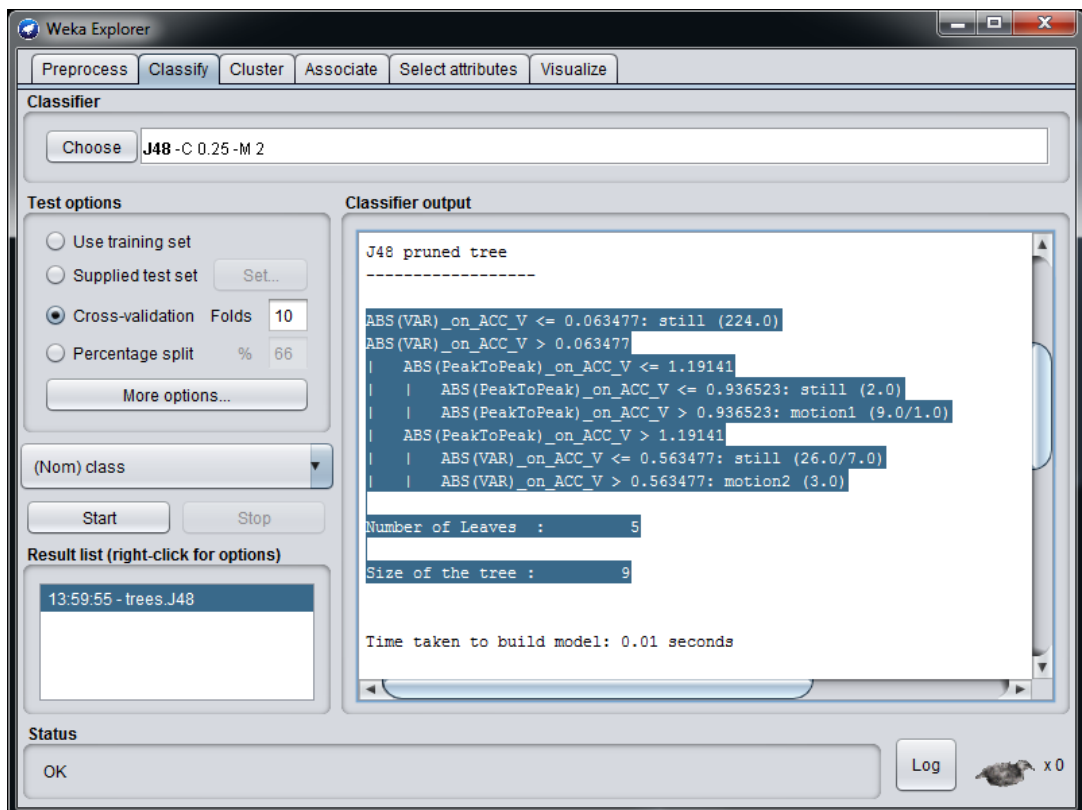 Weka Explorer
Preprocess Classify Cluster Associate Select attributes Visualize
Classifier
Choose J48 -C 0.25 -M 2
Test options
Use training set
Supplied test set Set...
Cross-validation Folds 10
Percentage split % 66
More options...
(Nom) class
Start Stop
Result list (right-click for options)
13:59:55 - trees.J48
Classifier output
J48 pruned tree
------------------
ABS(VAR)_on_ACC_V <= 0.063477: still (224.0)
ABS(VAR)_on_ACC_V > 0.063477
|   ABS(PeakToPeak)_on_ACC_V <= 1.19141
|   |   ABS(PeakToPeak)_on_ACC_V <= 0.936523: still (2.0)
|   |   ABS(PeakToPeak)_on_ACC_V > 0.936523: motion1 (9.0/1.0)
|   ABS(PeakToPeak)_on_ACC_V > 1.19141
|   |   ABS(VAR)_on_ACC_V <= 0.563477: still (26.0/7.0)
|   |   ABS(VAR)_on_ACC_V > 0.563477: motion2 (3.0)
Number of Leaves  :         5
Size of the tree :         9
Time taken to build model: 0.01 seconds
Status
OK
Log x 0